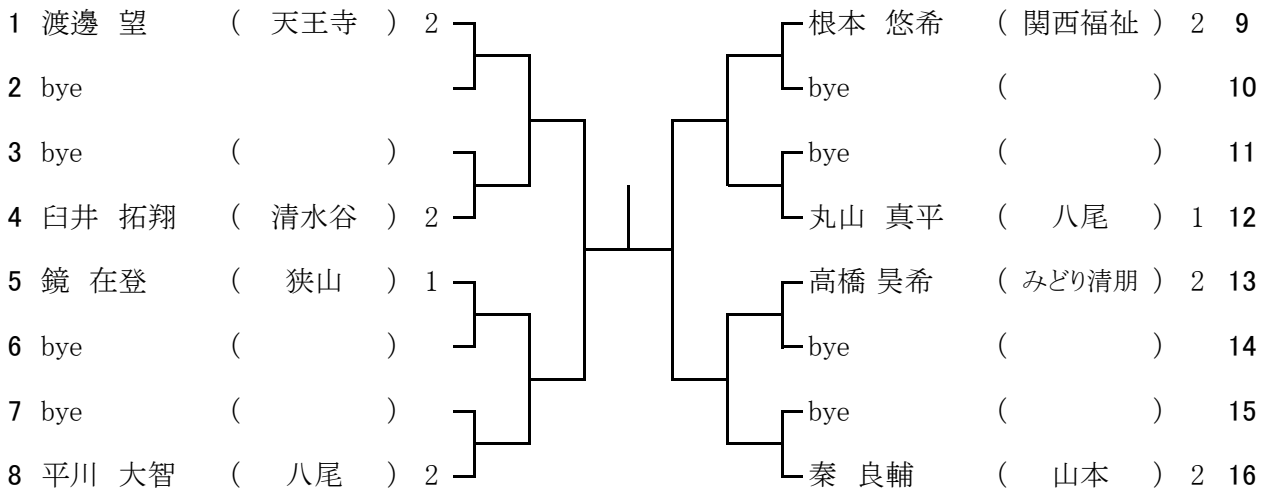 1 渡邊 望 ( 天王寺 ) 2
2 bye
3 bye ( )
4 臼井 拓翔 ( 清水谷 ) 2
5 鏡 在登 ( 狭山 ) 1
6 bye ( )
7 bye ( )
8 平川 大智 ( 八尾 ) 2
根本 悠希 ( 関西福祉 ) 2 9
bye ( ) 10
bye ( ) 11
丸山 真平 ( 八尾 ) 1 12
高橋 昊希 ( みどり清朋 ) 2 13
bye ( ) 14
bye ( ) 15
秦 良輔 ( 山本 ) 2 16